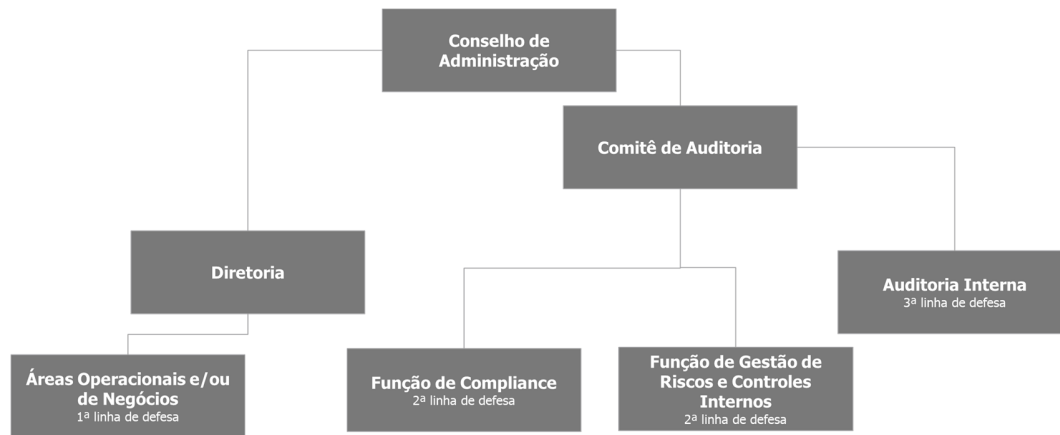 Conselho de
Administração
Comitê de Auditoria
Diretoria
Auditoria Interna
3ª linha de defesa
Áreas Operacionais e/ou
de Negócios
1ª linha de defesa
Função de Compliance
2ª linha de defesa
Função de Gestão de
Riscos e Controles
Internos
2ª linha de defesa